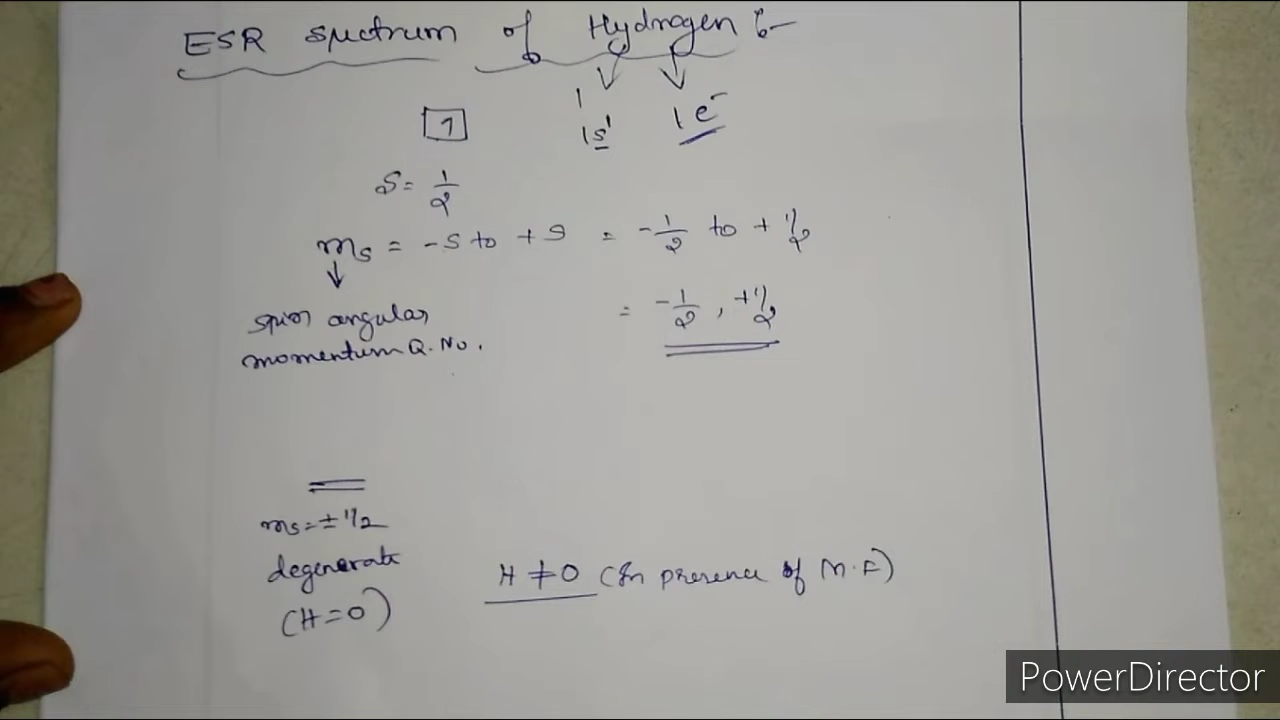 ESR spectrum of Hydrogen :-
1s¹ 1e⁻
1
S = 1/2
ms = -s to +s = -1/2 to +1/2
= -1/2, +1/2
spin angular
momentum Q. No.
ms = ±1/2
degenerate
(H=0)
H ≠ 0 (In presence of M.F)
PowerDirector